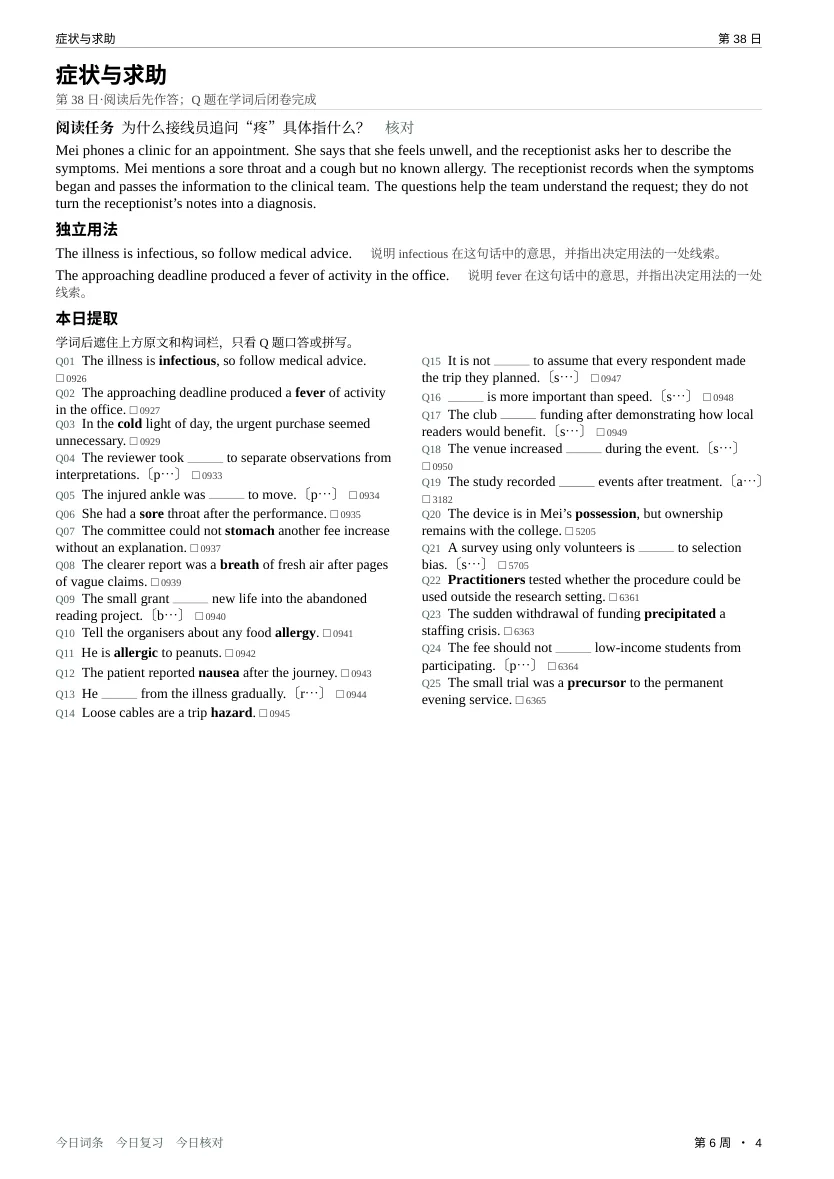 症状与求助 第 38 日
症状与求助
第 38 日·阅读后先作答；Q 题在学词后闭卷完成
阅读任务 为什么接线员追问“疼”具体指什么？ 核对
Mei phones a clinic for an appointment. She says that she feels unwell, and the receptionist asks her to describe the
symptoms. Mei mentions a sore throat and a cough but no known allergy. The receptionist records when the symptoms
began and passes the information to the clinical team. The questions help the team understand the request; they do not
turn the receptionist’s notes into a diagnosis.
独立用法
The illness is infectious, so follow medical advice. 说明 infectious 在这句话中的意思，并指出决定用法的一处线索。
The approaching deadline produced a fever of activity in the office. 说明 fever 在这句话中的意思，并指出决定用法的一处
线索。
本日提取
学词后遮住上方原文和构词栏，只看 Q 题口答或拼写。
Q01 The illness is infectious, so follow medical advice.
□ 0926
Q02 The approaching deadline produced a fever of activity
in the office. □ 0927
Q03 In the cold light of day, the urgent purchase seemed
unnecessary. □ 0929
Q04 The reviewer took _____ to separate observations from
interpretations.〔p···〕 □ 0933
Q05 The injured ankle was _____ to move.〔p···〕 □ 0934
Q06 She had a sore throat after the performance. □ 0935
Q07 The committee could not stomach another fee increase
without an explanation. □ 0937
Q08 The clearer report was a breath of fresh air after pages
of vague claims. □ 0939
Q09 The small grant _____ new life into the abandoned
reading project.〔b···〕 □ 0940
Q10 Tell the organisers about any food allergy. □ 0941
Q11 He is allergic to peanuts. □ 0942
Q12 The patient reported nausea after the journey. □ 0943
Q13 He _____ from the illness gradually.〔r···〕 □ 0944
Q14 Loose cables are a trip hazard. □ 0945
Q15 It is not _____ to assume that every respondent made
the trip they planned.〔s···〕 □ 0947
Q16 _____ is more important than speed.〔s···〕 □ 0948
Q17 The club _____ funding after demonstrating how local
readers would benefit.〔s···〕 □ 0949
Q18 The venue increased _____ during the event.〔s···〕
□ 0950
Q19 The study recorded _____ events after treatment.〔a···〕
□ 3182
Q20 The device is in Mei’s possession, but ownership
remains with the college. □ 5205
Q21 A survey using only volunteers is _____ to selection
bias.〔s···〕 □ 5705
Q22 Practitioners tested whether the procedure could be
used outside the research setting. □ 6361
Q23 The sudden withdrawal of funding precipitated a
staffing crisis. □ 6363
Q24 The fee should not _____ low-income students from
participating.〔p···〕 □ 6364
Q25 The small trial was a precursor to the permanent
evening service. □ 6365
今日词条 今日复习 今日核对 第 6 周 · 4